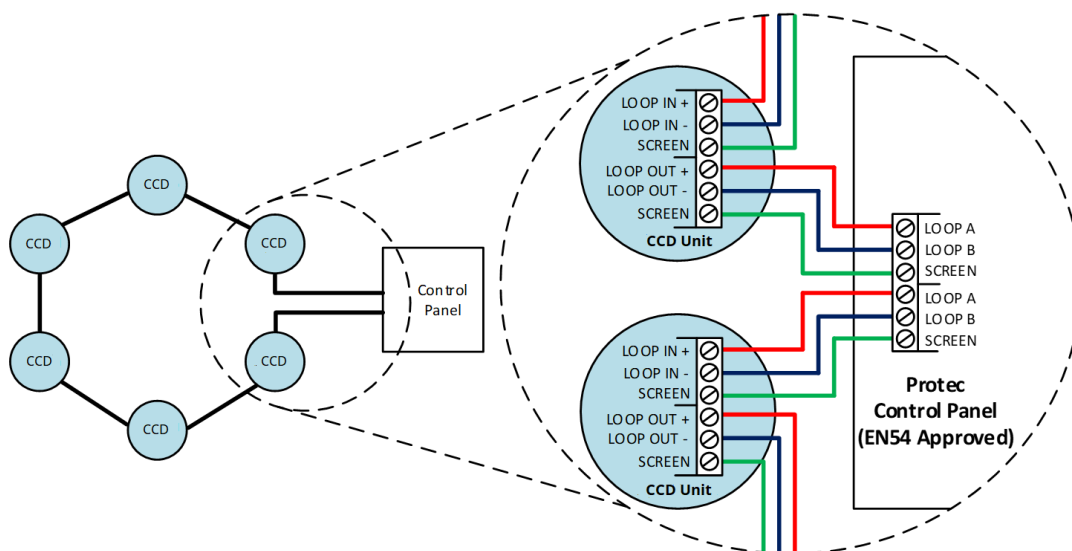 CCD
CCD
CCD
CCD
CCD
CCD
Control
Panel
LOOP IN +
LOOP IN -
SCREEN
LOOP OUT +
LOOP OUT -
SCREEN
CCD Unit
LOOP IN +
LOOP IN -
SCREEN
LOOP OUT +
LOOP OUT -
SCREEN
CCD Unit
LOOP A
LOOP B
SCREEN
LOOP A
LOOP B
SCREEN
Protec
Control Panel
(EN54 Approved)